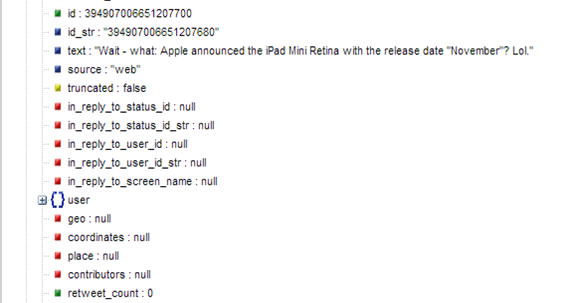 id : 394907006651207700
id_str : "394907006651207680"
text : "Wait - what: Apple announced the iPad Mini Retina with the release date "November"? Lol."
source : "web"
truncated : false
in_reply_to_status_id : null
in_reply_to_status_id_str : null
in_reply_to_user_id : null
in_reply_to_user_id_str : null
in_reply_to_screen_name : null
user
geo : null
coordinates : null
place : null
contributors : null
retweet_count : 0